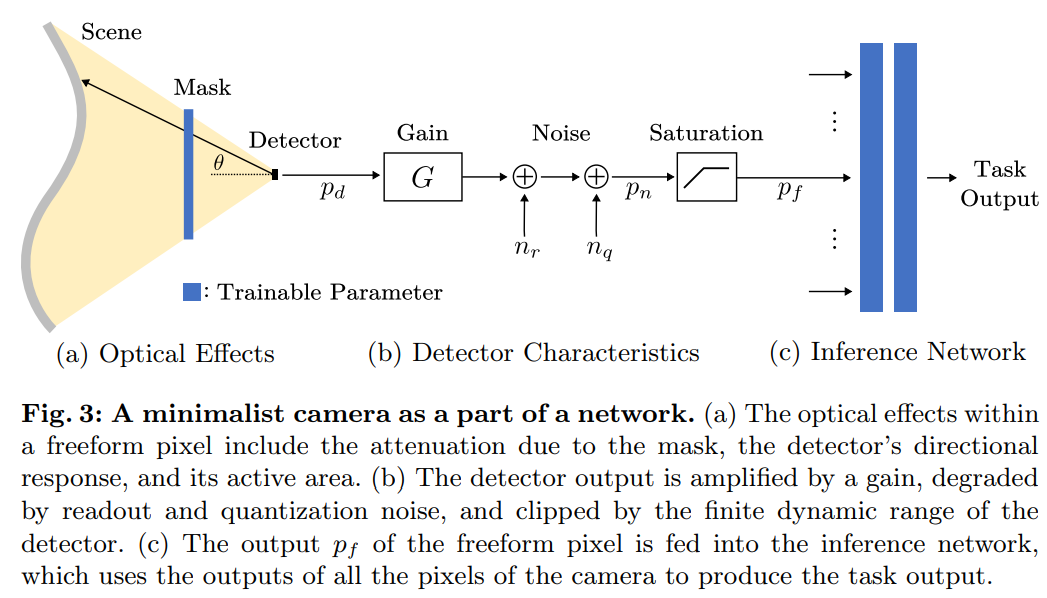 Scene
Mask
Detector
θ
p_d
Gain
G
Noise
n_r
n_q
p_n
Saturation
p_f
⋮
⋮
Task
Output
: Trainable Parameter
(a) Optical Effects
(b) Detector Characteristics
(c) Inference Network
Fig. 3: A minimalist camera as a part of a network. (a) The optical effects within
a freeform pixel include the attenuation due to the mask, the detector's directional
response, and its active area. (b) The detector output is amplified by a gain, degraded
by readout and quantization noise, and clipped by the finite dynamic range of the
detector. (c) The output p_f of the freeform pixel is fed into the inference network,
which uses the outputs of all the pixels of the camera to produce the task output.